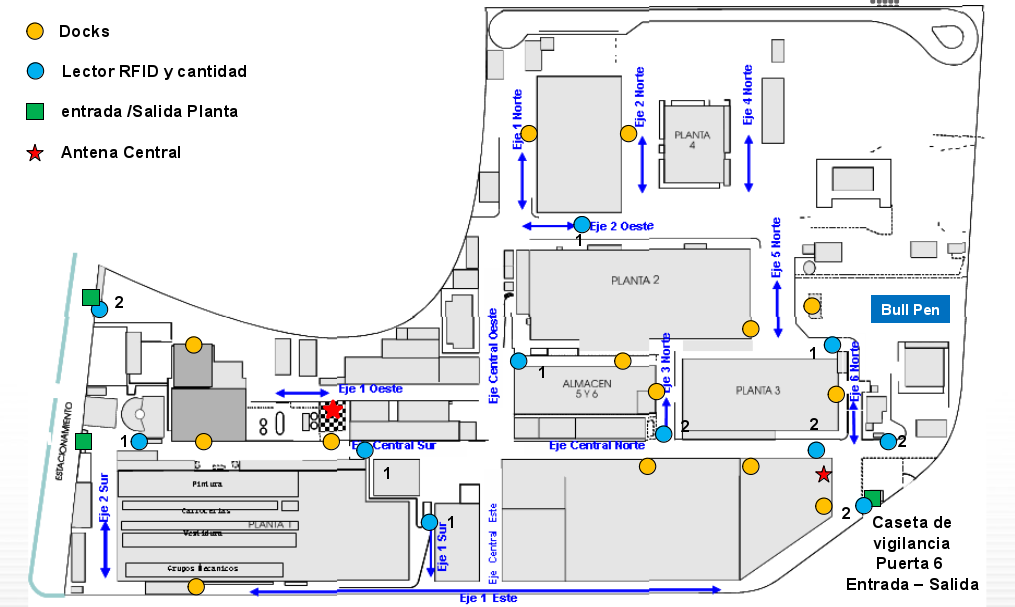 Docks
Lector RFID y cantidad
entrada /Salida Planta
Antena Central
Eje 1 Norte
Eje 2 Norte
Eje 4 Norte
PLANTA
4
Eje 2 Oeste
1
Eje 5 Norte
PLANTA 2
2
Bull Pen
Eje Central Oeste
1
ALMACEN
5 Y 6
Eje 3 Norte
PLANTA 3
1
Eje 6 Norte
Eje 1 Oeste
ESTACIONAMIENTO
1
Eje Central Sur
Eje Central Norte
2
2
2
1
Eje 2 Sur
Pintura
Carrocerias
PLANTA 1
Vestidura
Grupos Mecanicos
1
Eje 1 Sur
Eje Central Este
Eje 1 Este
2
Caseta de
vigilancia
Puerta 6
Entrada – Salida